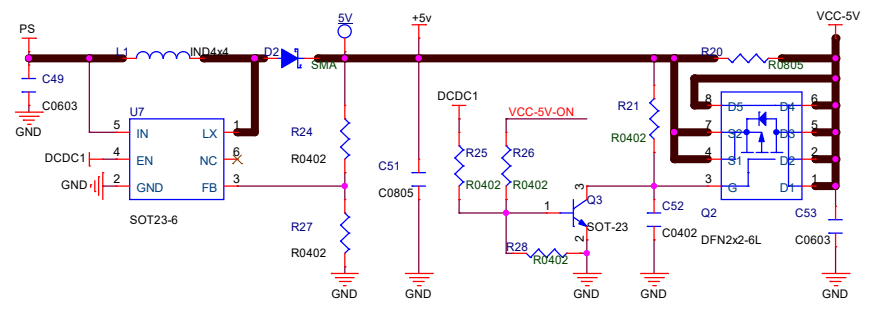 PS
5V
+5v
VCC-5V
L1
IND4x4
D2
SMA
R20
R0805
C49
C0603
GND
U7
5 IN LX 1
DCDC1 4 EN NC 6
GND 2 GND FB 3
SOT23-6
R24
R0402
R27
R0402
GND
C51
C0805
GND
DCDC1
VCC-5V-ON
R25
R0402
R26
R0402
R28
R0402
1
3
Q3
SOT-23
2
GND
R21
R0402
C52
C0402
GND
8 D5 D4 6
7 S2 D3 5
4 S1 D2 2
3 G D1 1
Q2
DFN2x2-6L
C53
C0603
GND